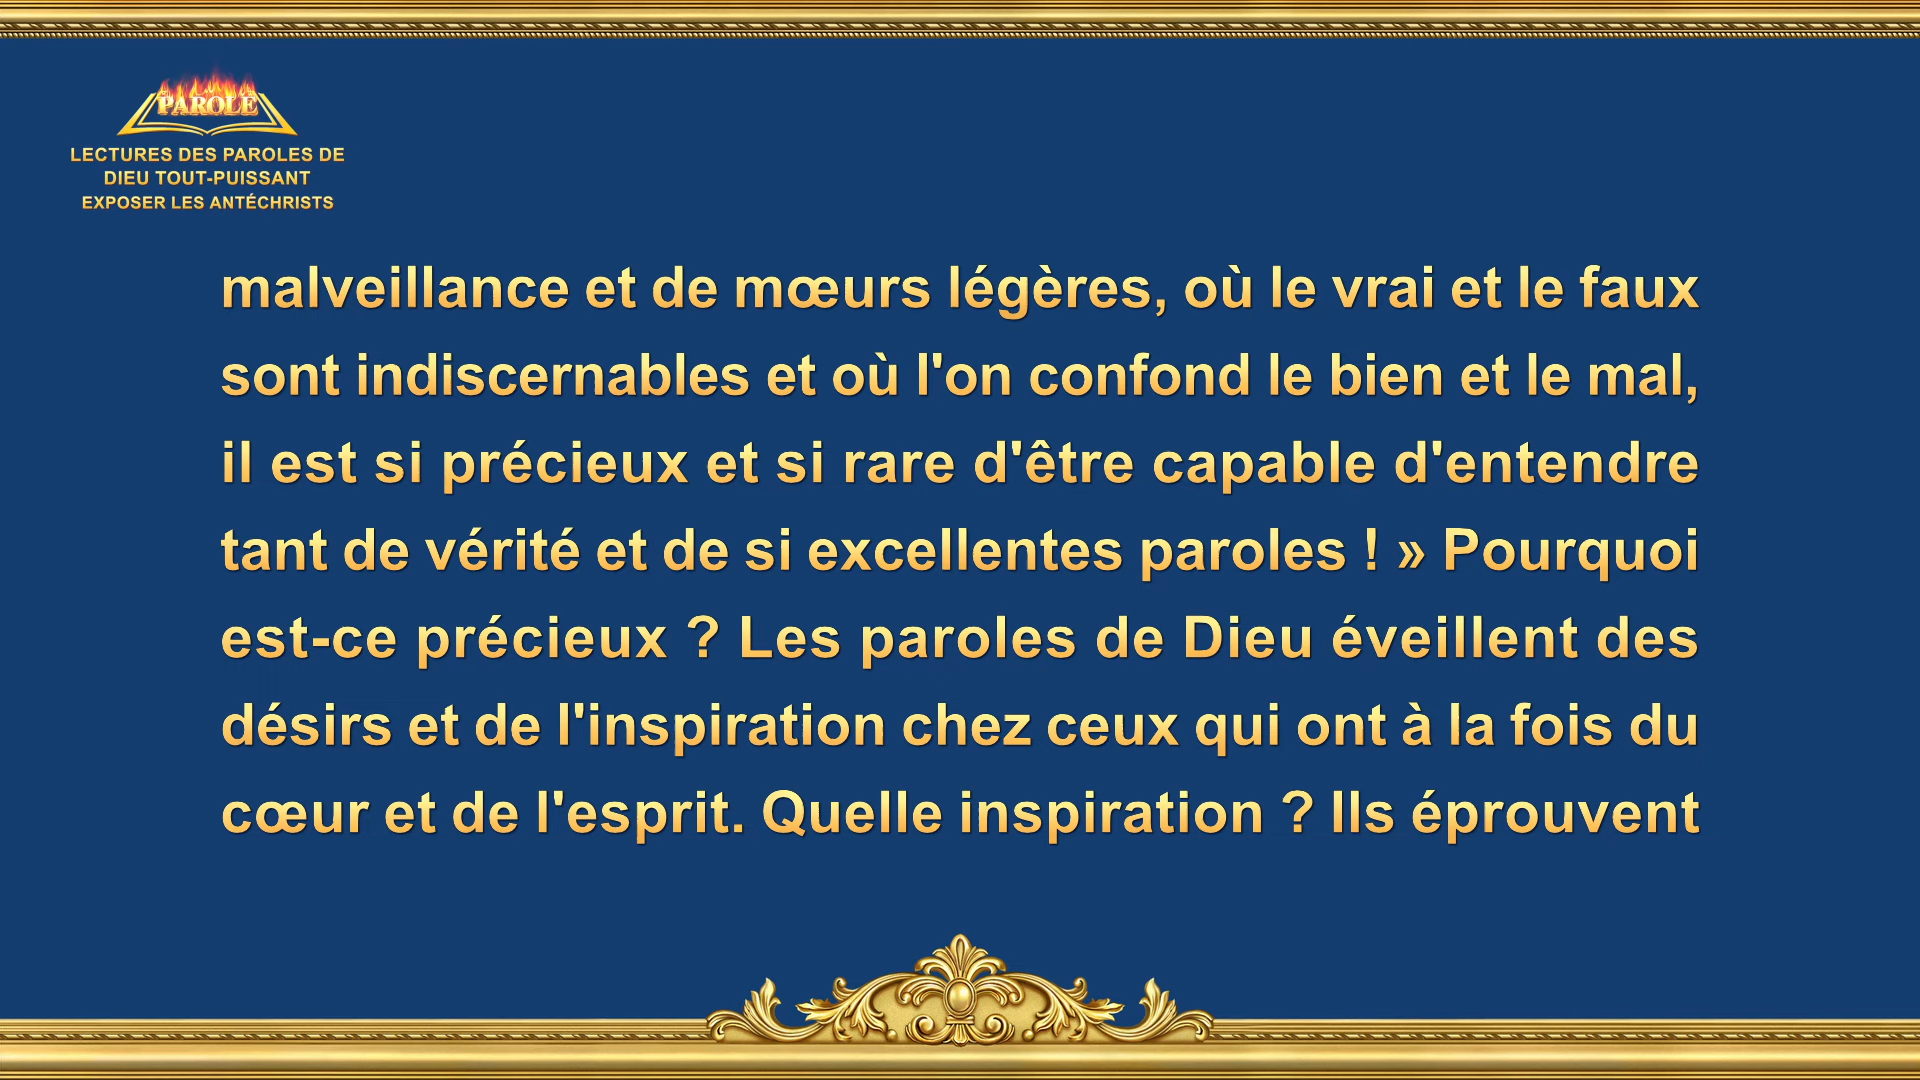 PAROLE
LECTURES DES PAROLES DE
DIEU TOUT-PUISSANT
EXPOSER LES ANTÉCHRISTS
malveillance et de mœurs légères, où le vrai et le faux
sont indiscernables et où l'on confond le bien et le mal,
il est si précieux et si rare d'être capable d'entendre
tant de vérité et de si excellentes paroles ! » Pourquoi
est-ce précieux ? Les paroles de Dieu éveillent des
désirs et de l'inspiration chez ceux qui ont à la fois du
cœur et de l'esprit. Quelle inspiration ? Ils éprouvent